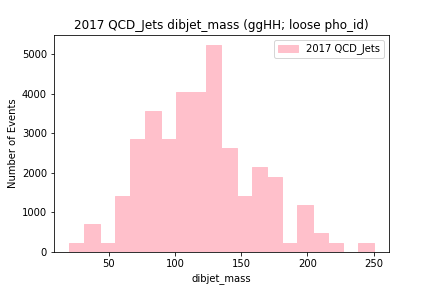 2017 QCD_Jets dibjet_mass (ggHH; loose pho_id)
2017 QCD_Jets
Number of Events
5000
4000
3000
2000
1000
0
50
100
150
200
250
dibjet_mass